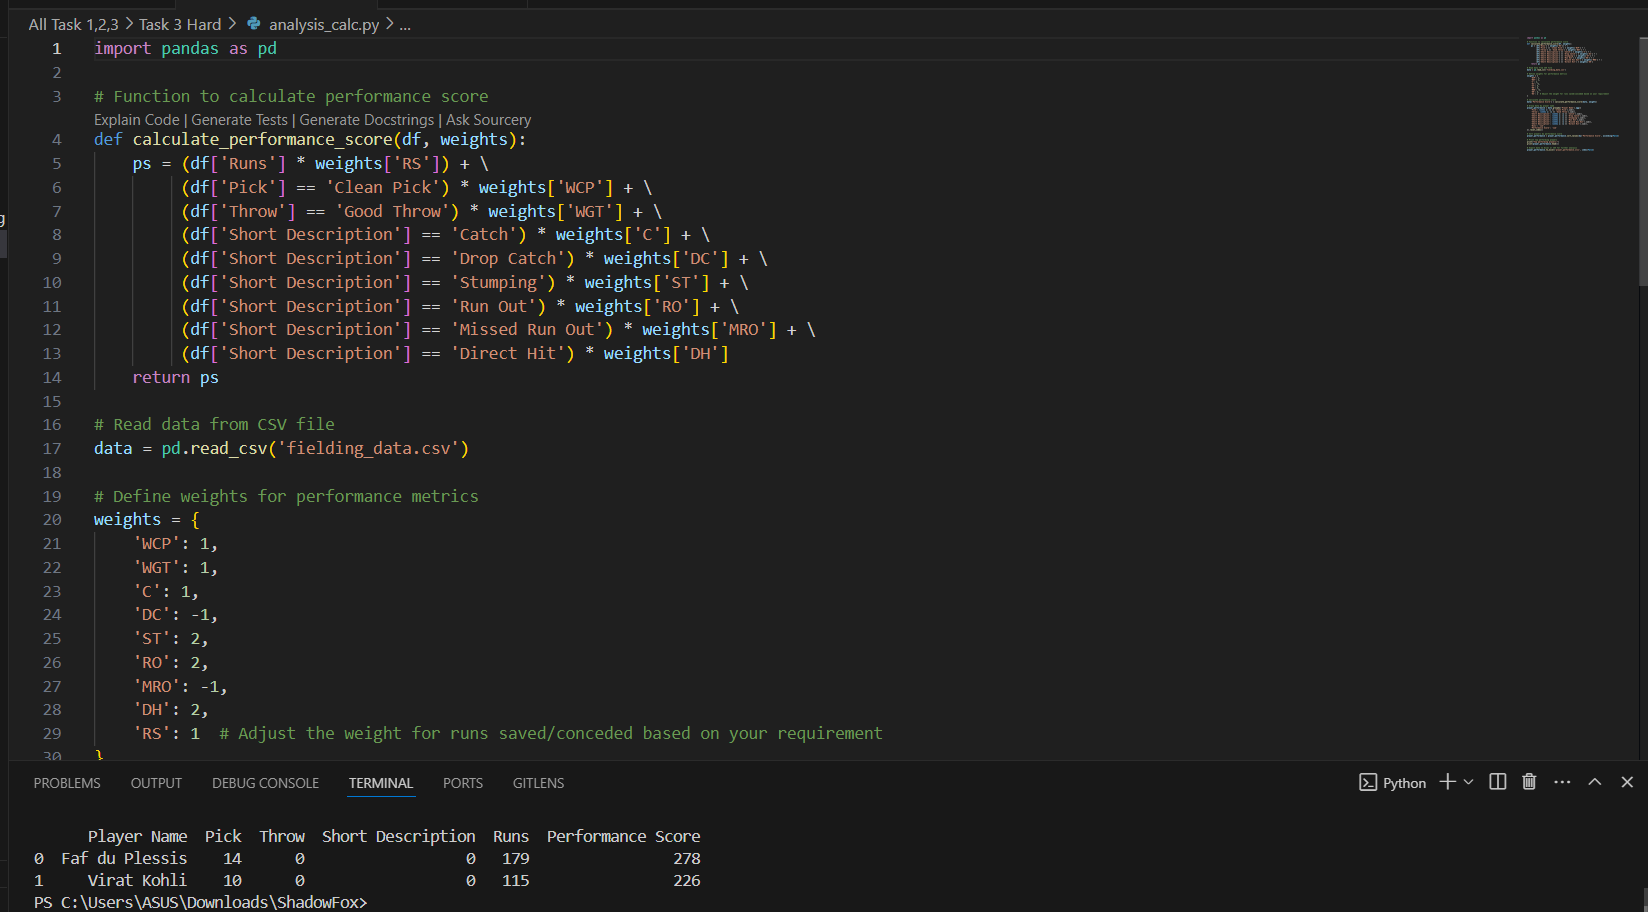 All Task 1,2,3 > Task 3 Hard > analysis_calc.py > ...
1 import pandas as pd
2
3 # Function to calculate performance score
Explain Code | Generate Tests | Generate Docstrings | Ask Sourcery
4 def calculate_performance_score(df, weights):
5 ps = (df['Runs'] * weights['RS']) + \
6 (df['Pick'] == 'Clean Pick') * weights['WCP'] + \
7 (df['Throw'] == 'Good Throw') * weights['WGT'] + \
8 (df['Short Description'] == 'Catch') * weights['C'] + \
9 (df['Short Description'] == 'Drop Catch') * weights['DC'] + \
10 (df['Short Description'] == 'Stumping') * weights['ST'] + \
11 (df['Short Description'] == 'Run Out') * weights['RO'] + \
12 (df['Short Description'] == 'Missed Run Out') * weights['MRO'] + \
13 (df['Short Description'] == 'Direct Hit') * weights['DH']
14 return ps
15
16 # Read data from CSV file
17 data = pd.read_csv('fielding_data.csv')
18
19 # Define weights for performance metrics
20 weights = {
21 'WCP': 1,
22 'WGT': 1,
23 'C': 1,
24 'DC': -1,
25 'ST': 2,
26 'RO': 2,
27 'MRO': -1,
28 'DH': 2,
29 'RS': 1 # Adjust the weight for runs saved/conceded based on your requirement
30 }
PROBLEMS OUTPUT DEBUG CONSOLE TERMINAL PORTS GITLENS Python
Player Name Pick Throw Short Description Runs Performance Score
0 Faf du Plessis 14 0 0 179 278
1 Virat Kohli 10 0 0 115 226
PS C:\Users\ASUS\Downloads\ShadowFox>